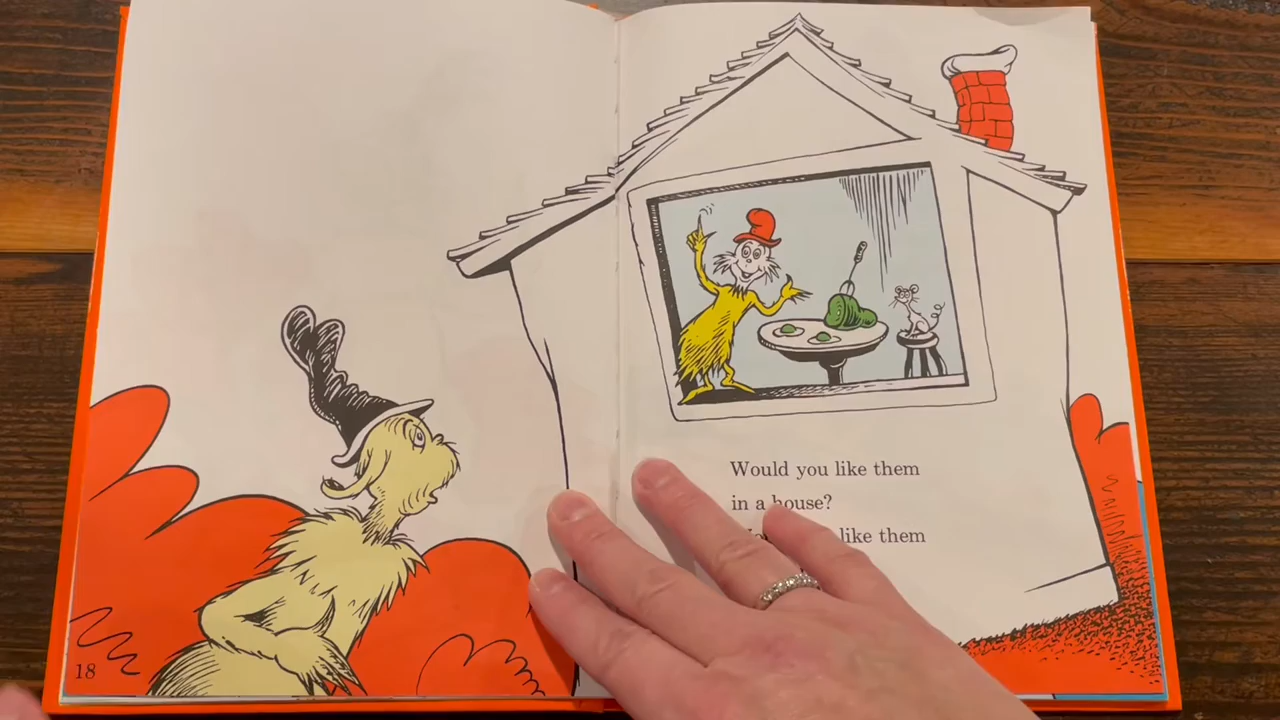 18
Would you like them
in a house?
like them